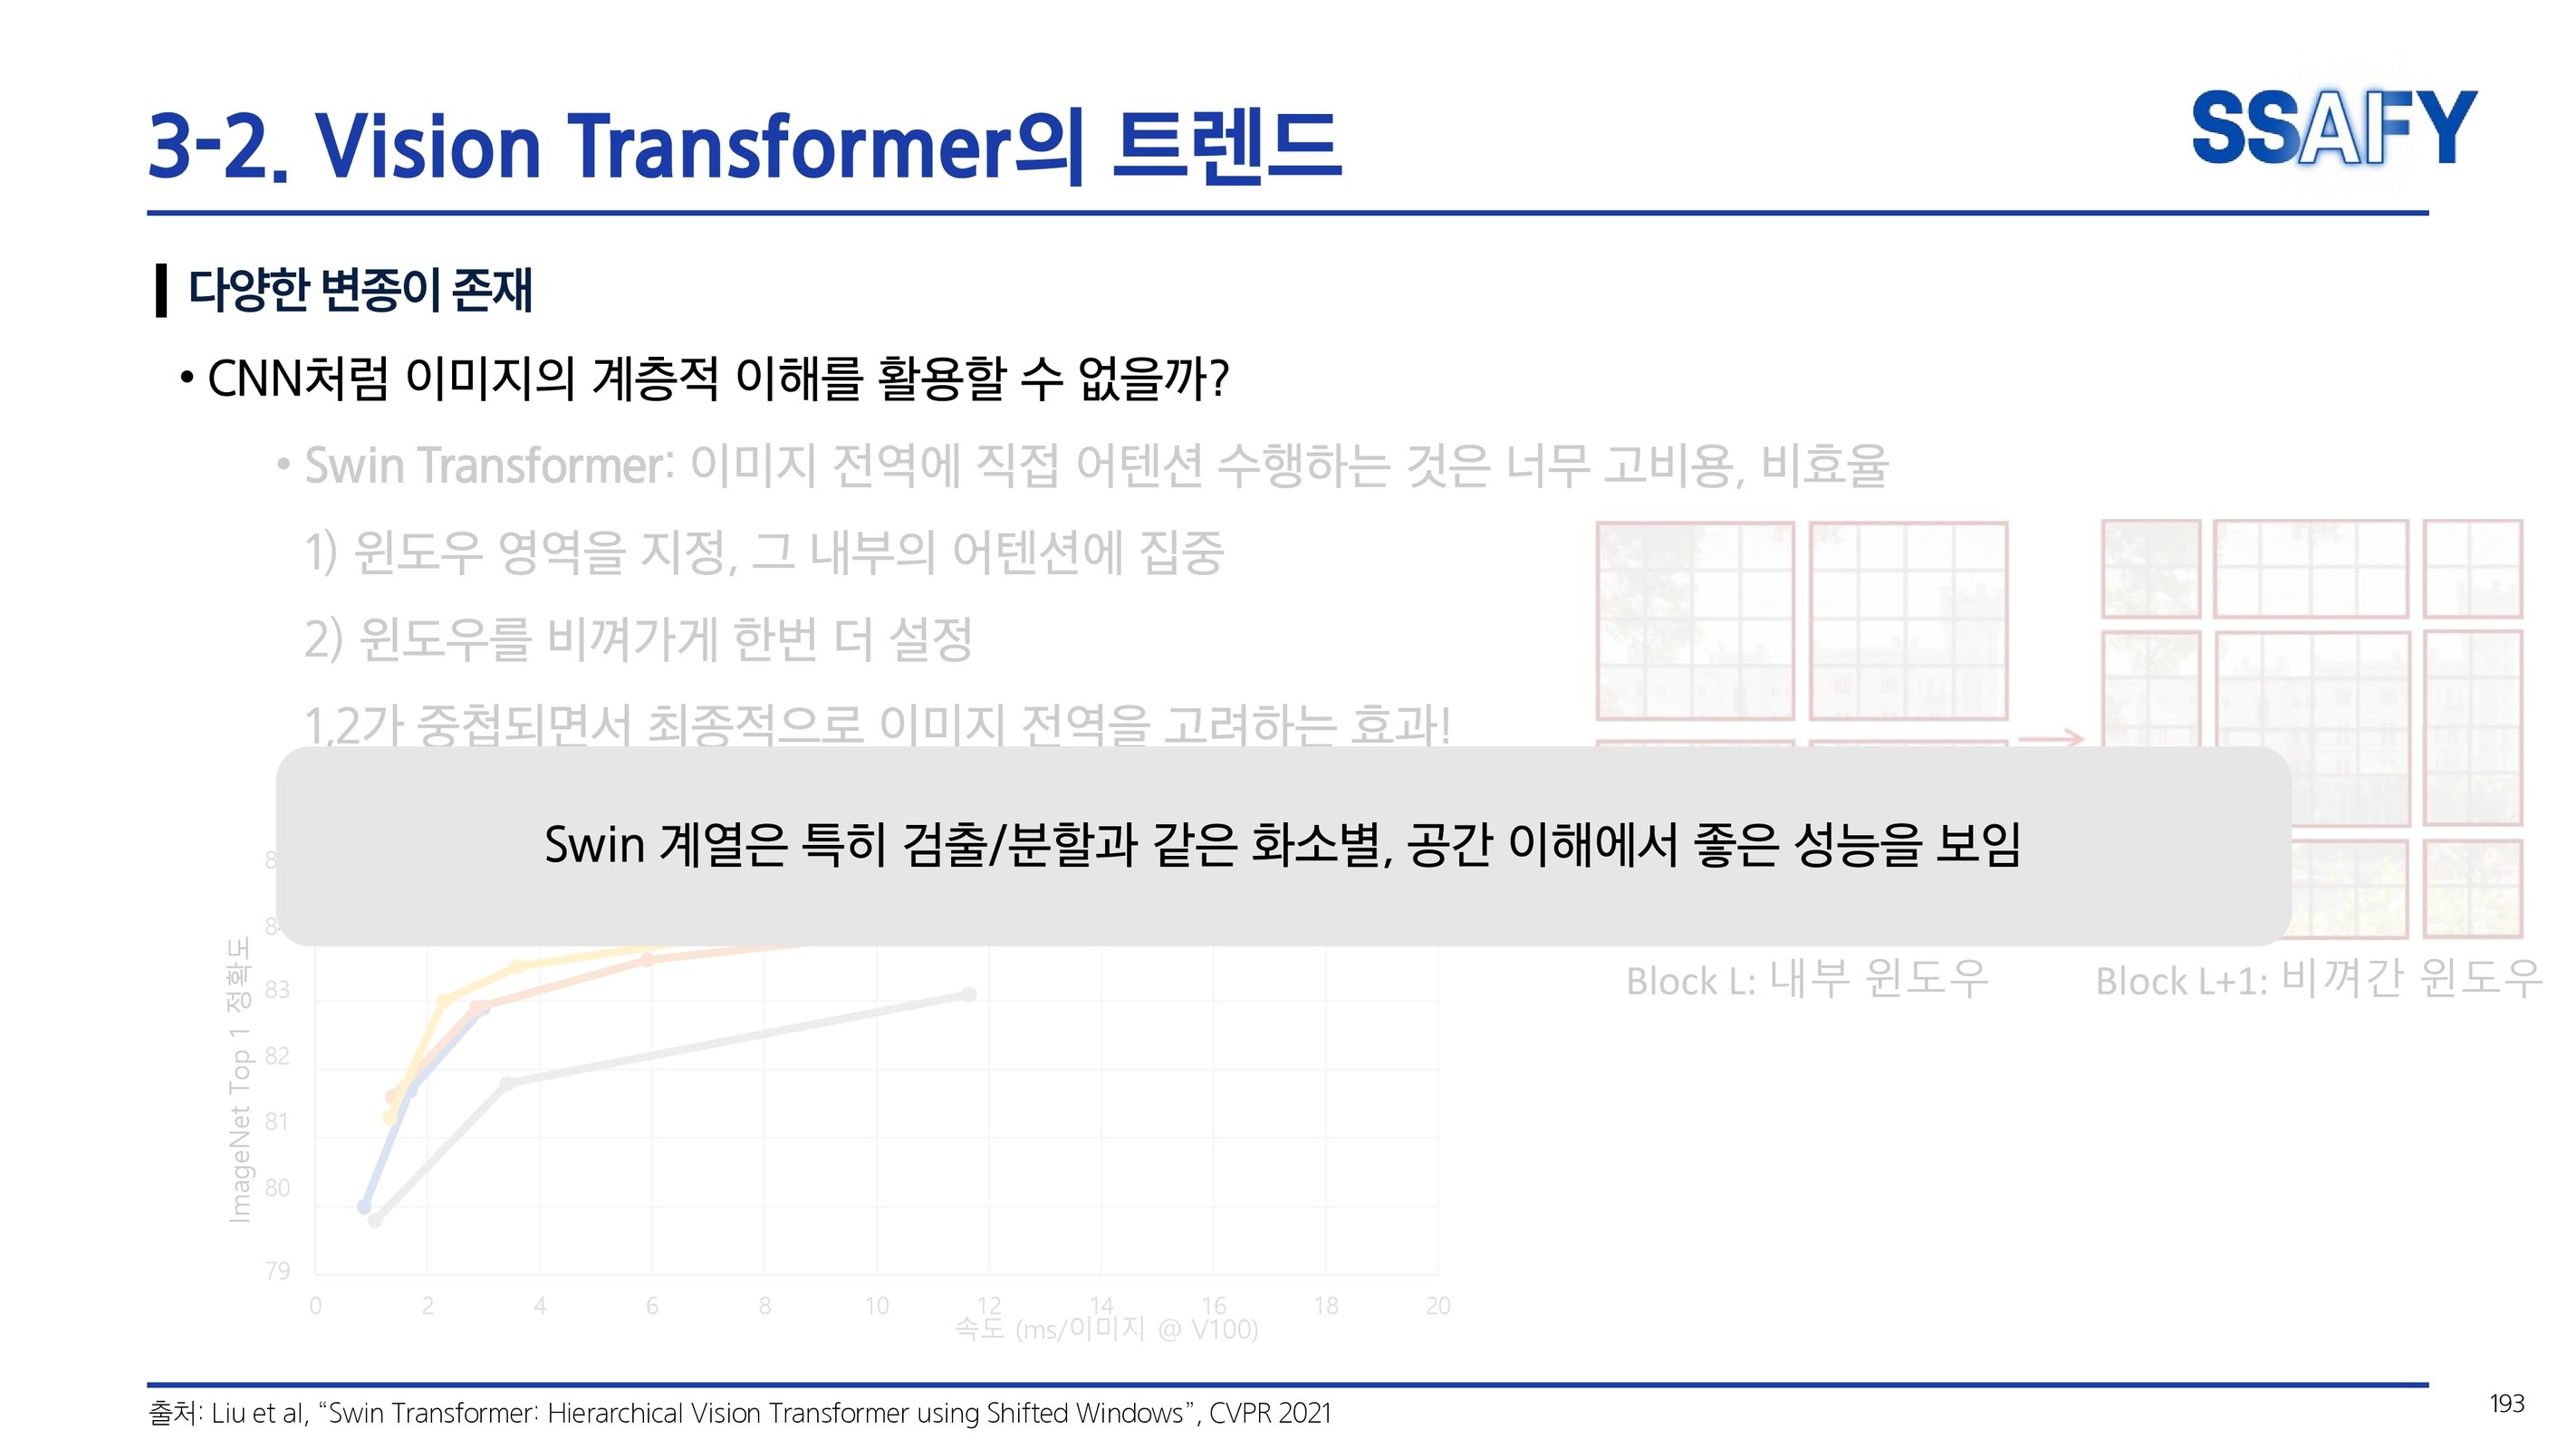 3-2. Vision Transformer의 트렌드
SSAFY
다양한 변종이 존재
• CNN처럼 이미지의 계층적 이해를 활용할 수 없을까?
• Swin Transformer: 이미지 전역에 직접 어텐션 수행하는 것은 너무 고비용, 비효율
1) 윈도우 영역을 지정, 그 내부의 어텐션에 집중
2) 윈도우를 비껴가게 한번 더 설정
1,2가 중첩되면서 최종적으로 이미지 전역을 고려하는 효과!
Swin 계열은 특히 검출/분할과 같은 화소별, 공간 이해에서 좋은 성능을 보임
Block L: 내부 윈도우
Block L+1: 비껴간 윈도우
ImageNet Top 1 정확도
83
82
81
80
79
0 2 4 6 8 10 12 14 16 18 20
속도 (ms/이미지 @ V100)
출처: Liu et al, “Swin Transformer: Hierarchical Vision Transformer using Shifted Windows”, CVPR 2021
193